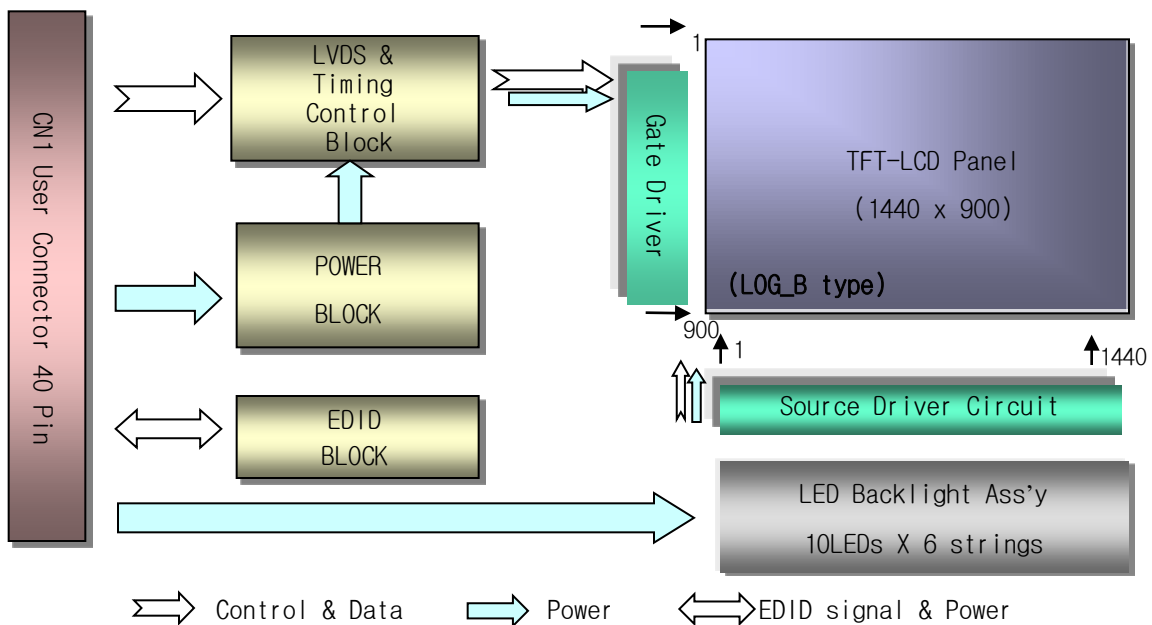 CN1 User Connector 40 Pin
LVDS &
Timing
Control
Block
POWER
BLOCK
EDID
BLOCK
Gate Driver
1
900
TFT-LCD Panel
(1440 x 900)
(LOG_B type)
1
1440
Source Driver Circuit
LED Backlight Ass’y
10LEDs X 6 strings
Control & Data
Power
EDID signal & Power